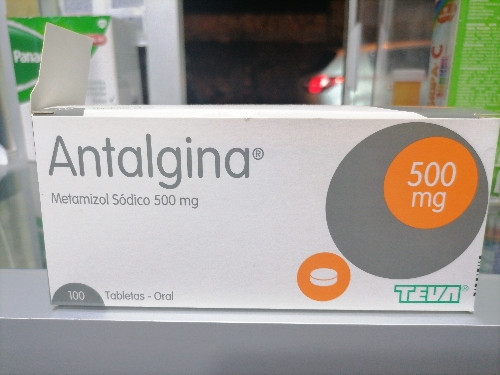 Antalgina®
Metamizol Sódico 500 mg
500
mg
100 Tabletas - Oral
TEVA